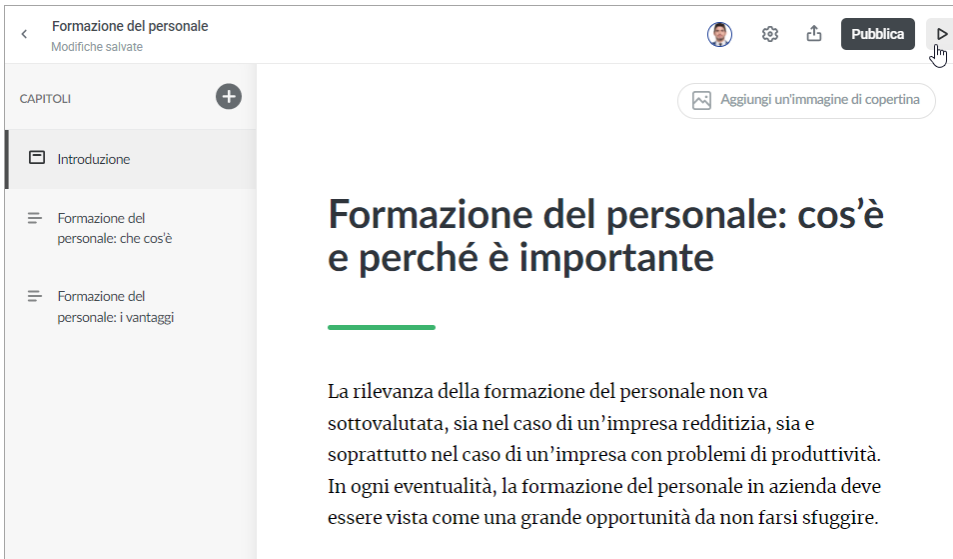 Formazione del personale
Modifiche salvate
Pubblica
CAPITOLI
Aggiungi un'immagine di copertina
Introduzione
Formazione del
personale: che cos'è
Formazione del
personale: i vantaggi
Formazione del personale: cos’è
e perché è importante
La rilevanza della formazione del personale non va
sottovalutata, sia nel caso di un’impresa redditizia, sia e
soprattutto nel caso di un’impresa con problemi di produttività.
In ogni eventualità, la formazione del personale in azienda deve
essere vista come una grande opportunità da non farsi sfuggire.